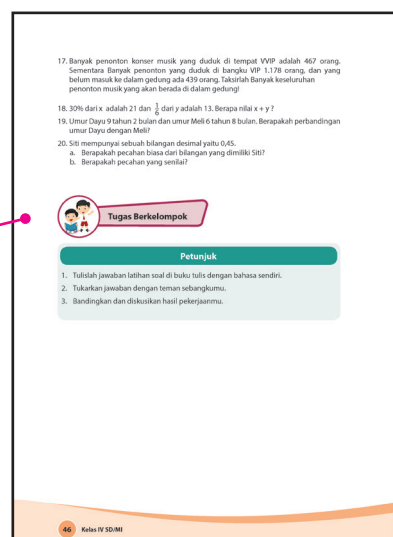 17. Banyak penonton konser musik yang duduk di tempat VVIP adalah 467 orang.
Sementara Banyak penonton yang duduk di bangku VIP 1.178 orang, dan yang
belum masuk ke dalam gedung ada 439 orang. Taksirlah Banyak keseluruhan
penonton musik yang akan berada di dalam gedung!
18. 30% dari x adalah 21 dan 1/6 dari y adalah 13. Berapa nilai x + y ?
19. Umur Dayu 9 tahun 2 bulan dan umur Meli 6 tahun 8 bulan. Berapakah perbandingan
umur Dayu dengan Meli?
20. Siti mempunyai sebuah bilangan desimal yaitu 0,45.
a. Berapakah pecahan biasa dari bilangan yang dimiliki Siti?
b. Berapakah pecahan yang senilai?
Tugas Berkelompok
Petunjuk
1. Tulislah jawaban latihan soal di buku tulis dengan bahasa sendiri.
2. Tukarkan jawaban dengan teman sebangkumu.
3. Bandingkan dan diskusikan hasil pekerjaanmu.
46 Kelas IV SD/MI